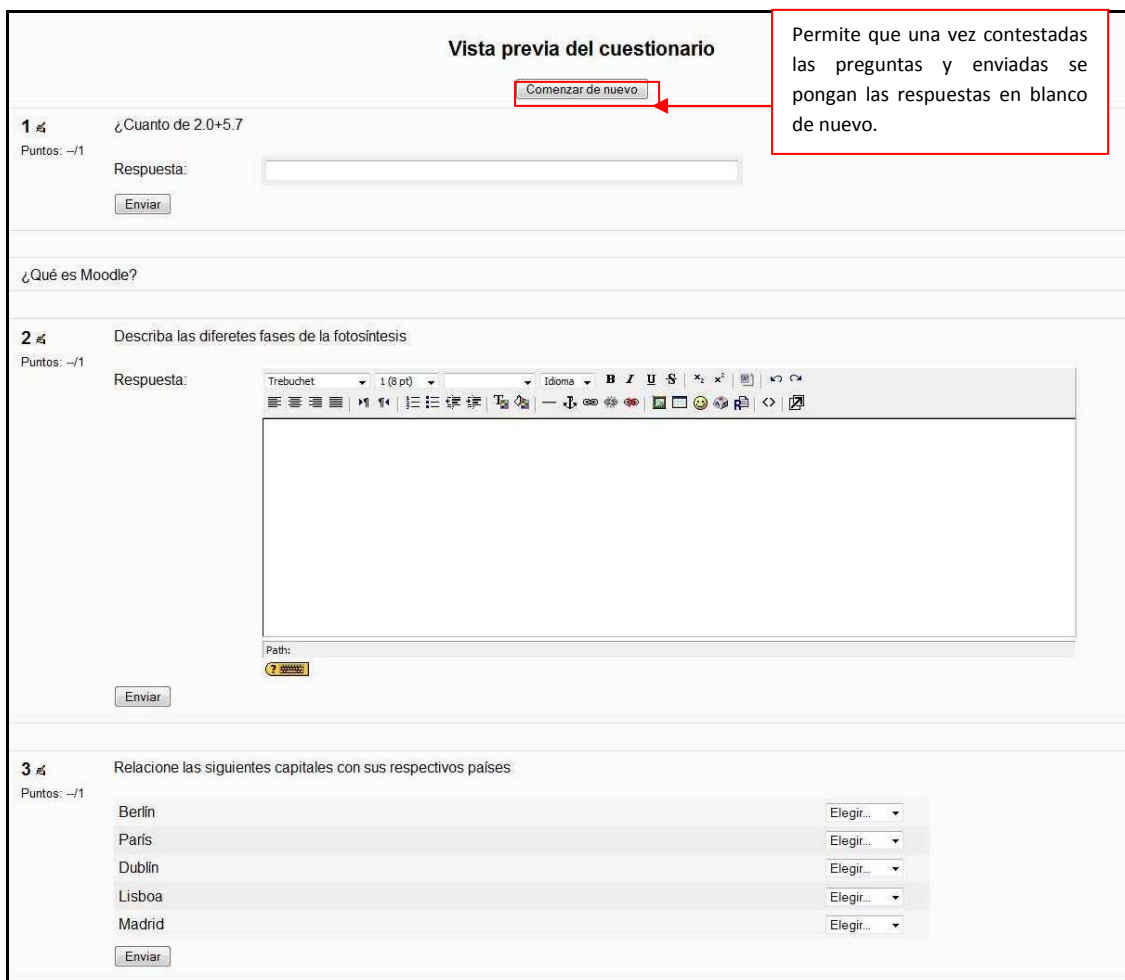 Vista previa del cuestionario
Comenzar de nuevo
Permite que una vez contestadas
las preguntas y enviadas se
pongan las respuestas en blanco
de nuevo.
1 ¿Cuanto de 2.0+5.7
Puntos: --/1
Respuesta:
Enviar
¿Qué es Moodle?
2 Describa las diferetes fases de la fotosíntesis
Puntos: --/1
Respuesta:
Trebuchet 1 (8 pt) Idioma B I U S x₂ x²
Path:
?
Enviar
3 Relacione las siguientes capitales con sus respectivos países
Puntos: --/1
Berlín Elegir...
París Elegir...
Dublín Elegir...
Lisboa Elegir...
Madrid Elegir...
Enviar